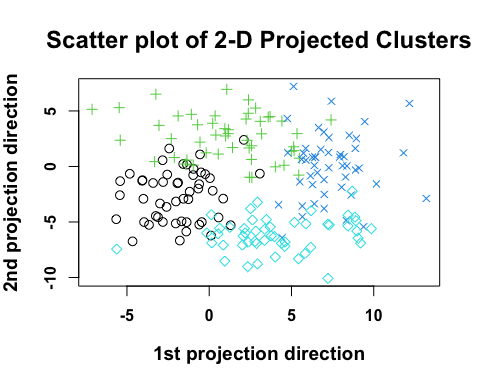 Scatter plot of 2-D Projected Clusters
2nd projection direction
5
0
-5
-10
-5
0
5
10
1st projection direction